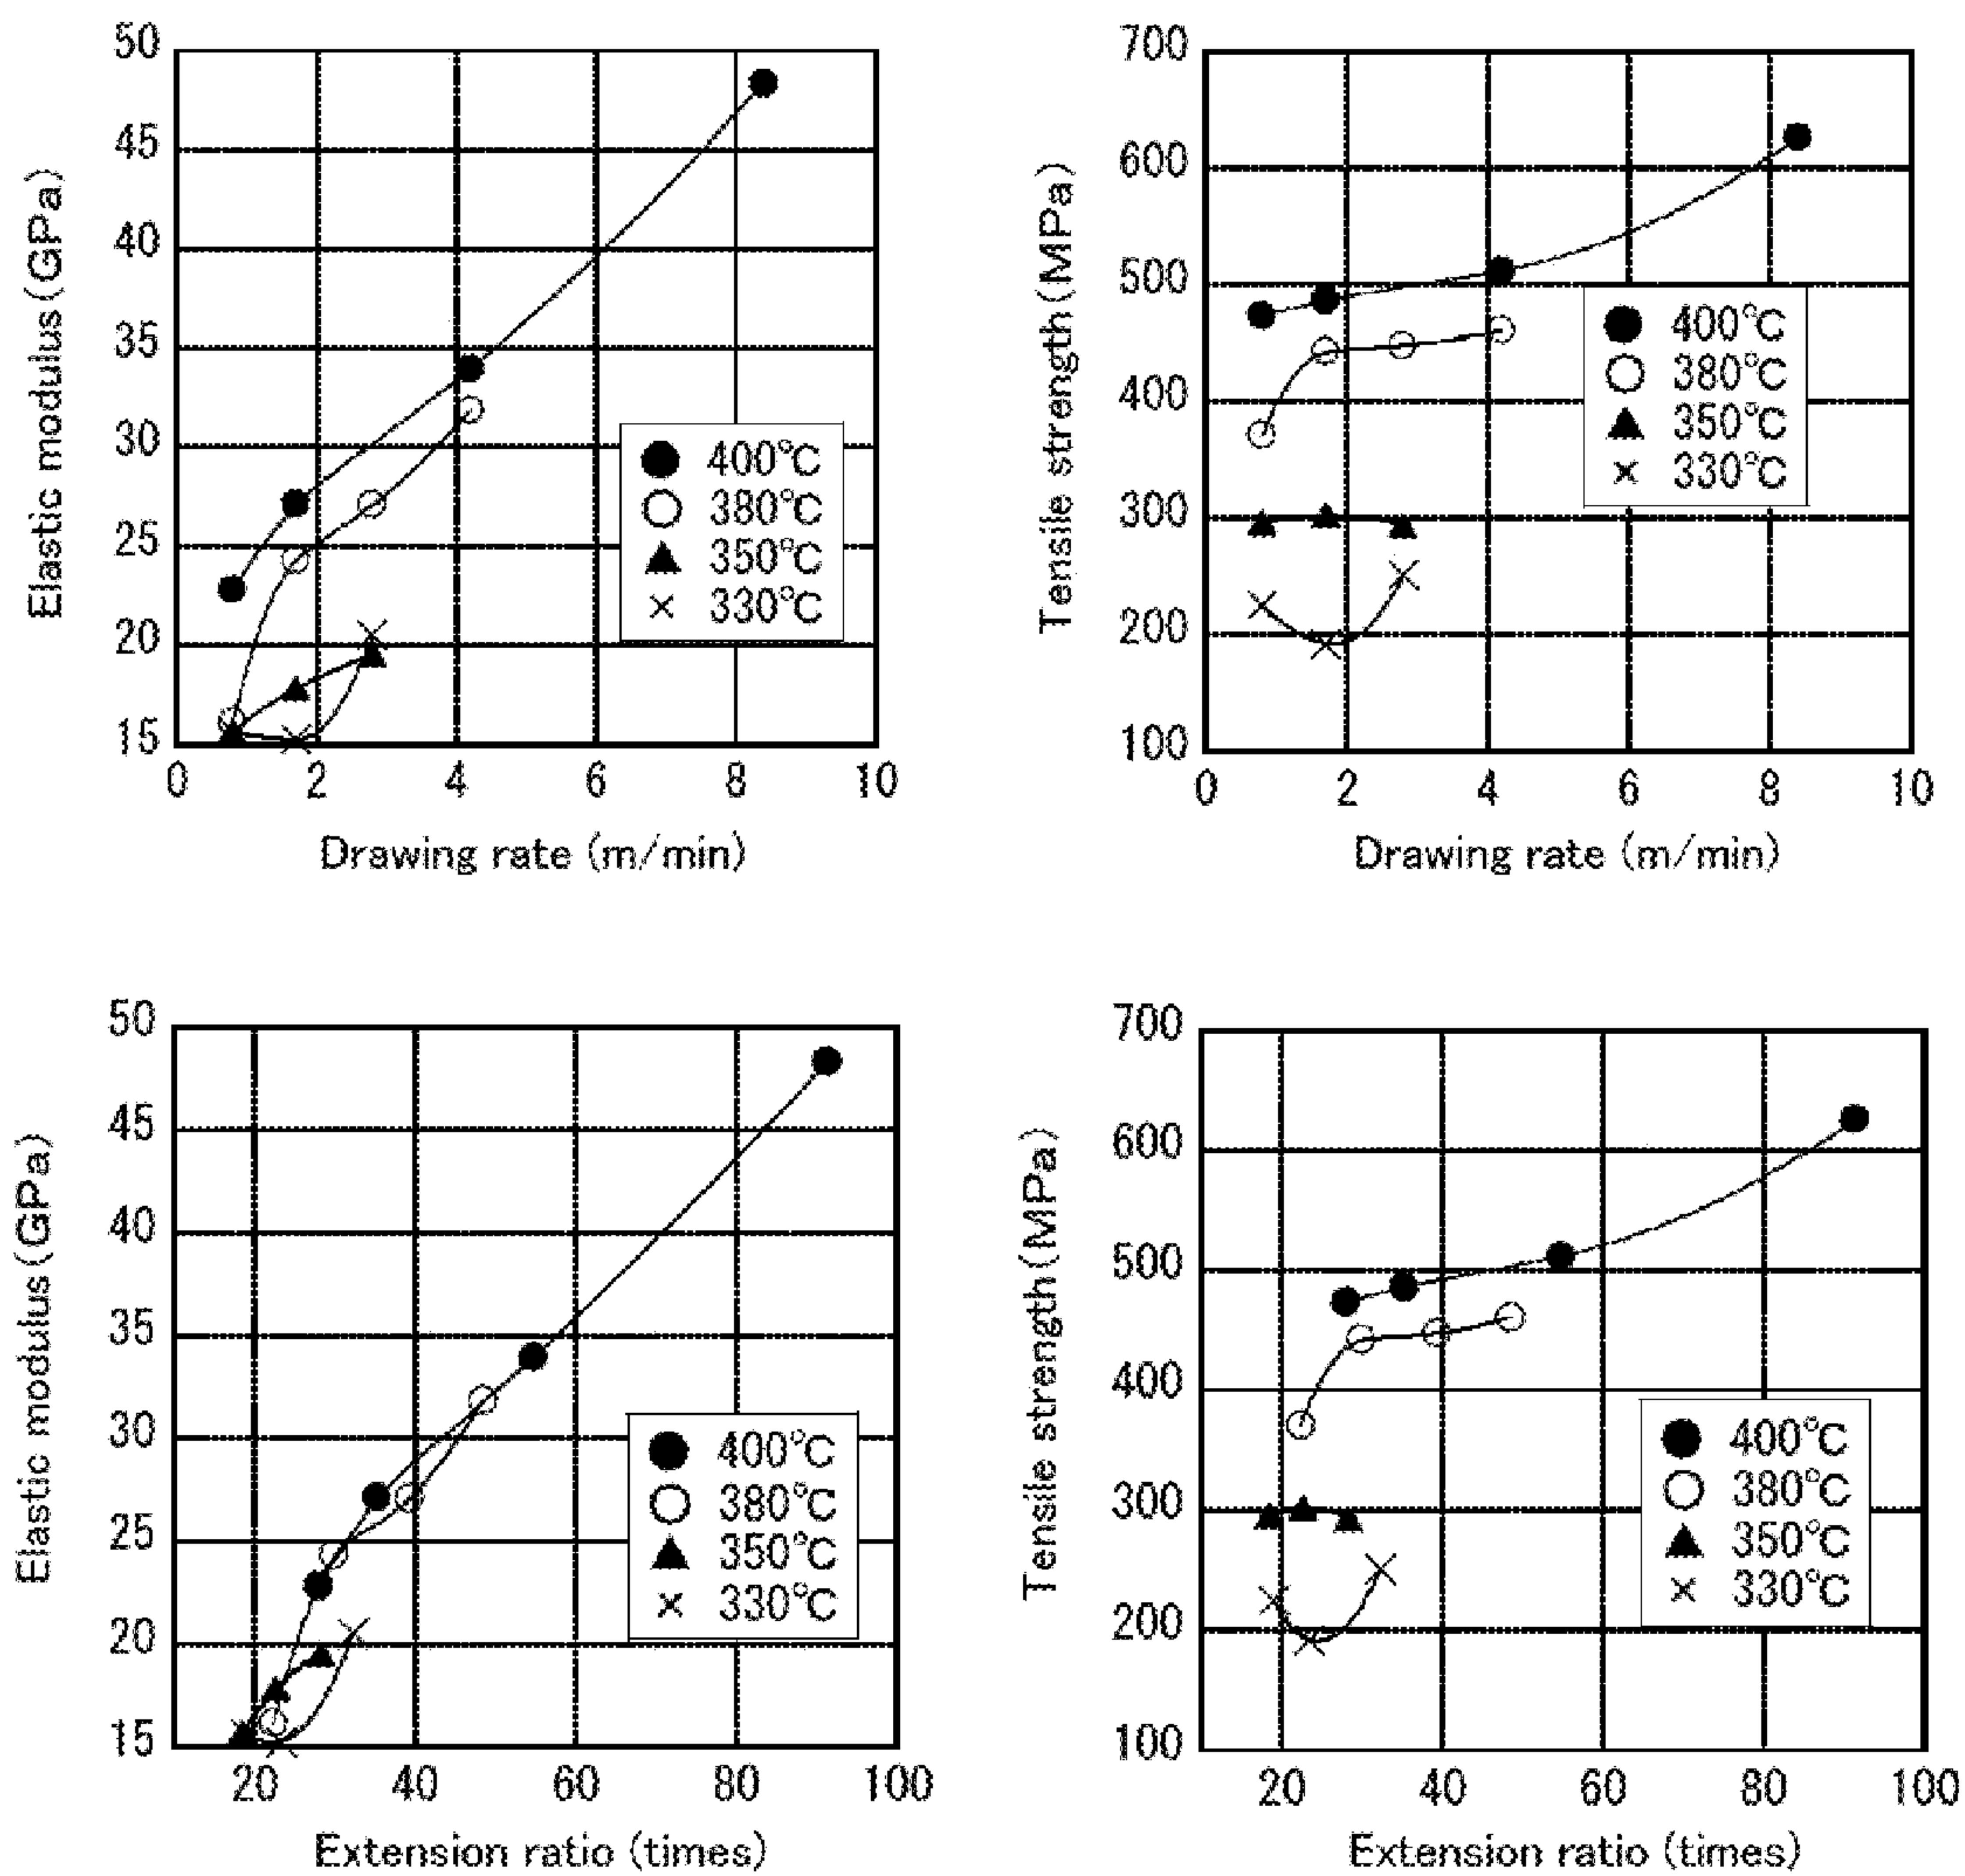 50
45
40
35
30
25
20
15
Elastic modulus(GPa)
0 2 4 6 8 10
Drawing rate (m/min)
400°C
380°C
350°C
330°C
700
600
500
400
300
200
100
Tensile strength(MPa)
0 2 4 6 8 10
Drawing rate (m/min)
400°C
380°C
350°C
330°C
50
45
40
35
30
25
20
15
Elastic modulus(GPa)
20 40 60 80 100
Extension ratio (times)
400°C
380°C
350°C
330°C
700
600
500
400
300
200
100
Tensile strength(MPa)
20 40 60 80 100
Extension ratio (times)
400°C
380°C
350°C
330°C